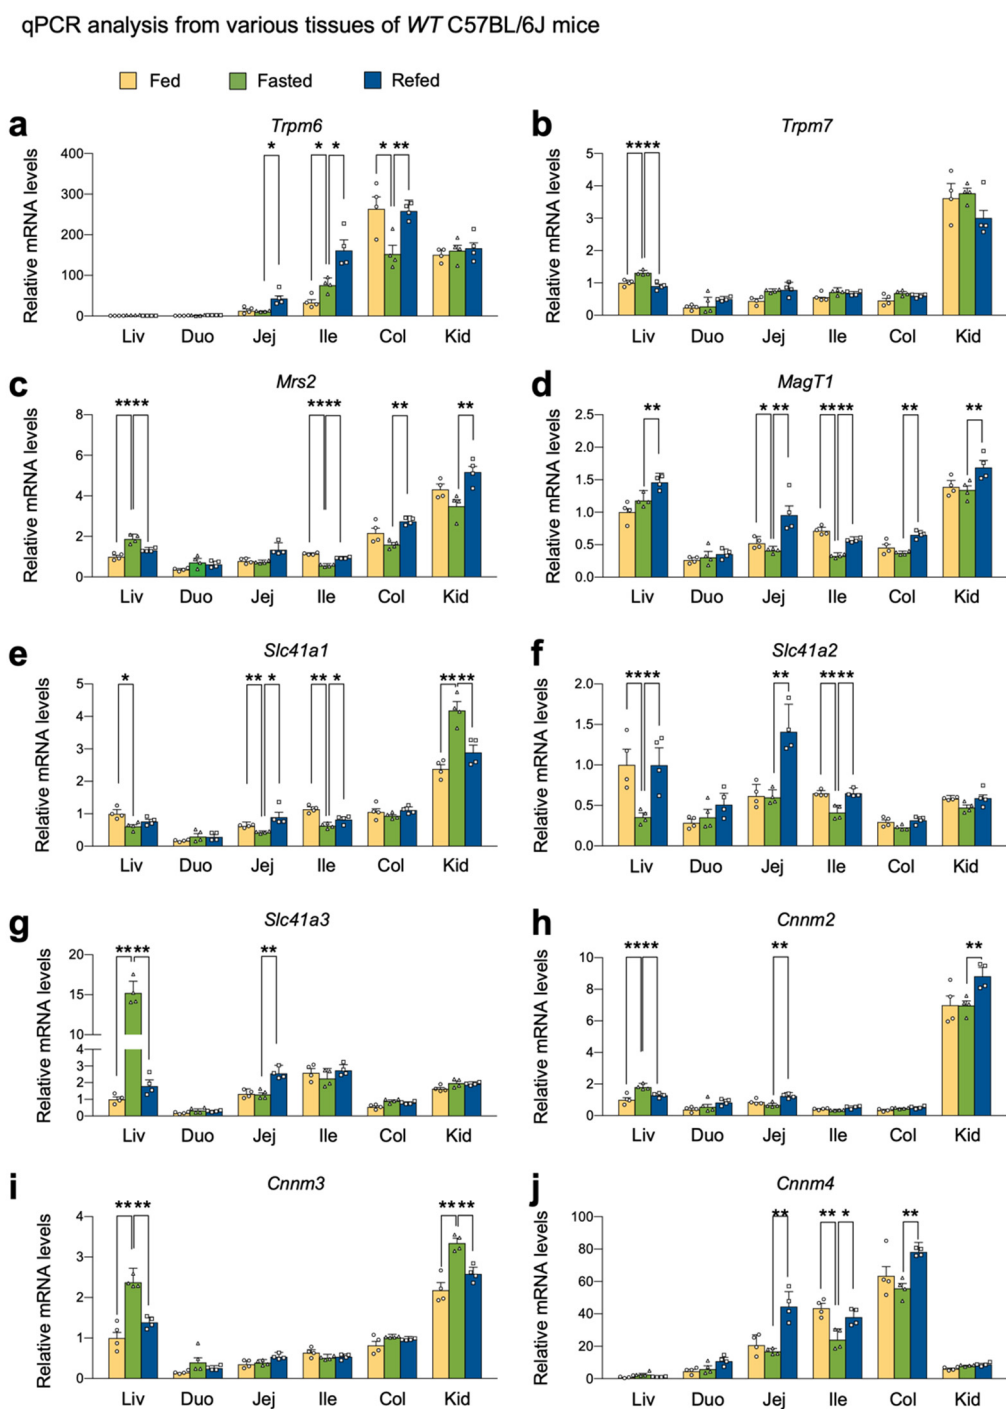 qPCR analysis from various tissues of WT C57BL/6J mice
Fed Fasted Refed
a Trpm6
Relative mRNA levels
400
300
200
100
0
* * * * **
Liv Duo Jej Ile Col Kid
b Trpm7
Relative mRNA levels
5
4
3
2
1
0
** **
Liv Duo Jej Ile Col Kid
c Mrs2
Relative mRNA levels
8
6
4
2
0
** ** ** ** ** **
Liv Duo Jej Ile Col Kid
d MagT1
Relative mRNA levels
2.5
2.0
1.5
1.0
0.5
0.0
** * ** ** ** ** **
Liv Duo Jej Ile Col Kid
e Slc41a1
Relative mRNA levels
5
4
3
2
1
0
* ** * ** * ** **
Liv Duo Jej Ile Col Kid
f Slc41a2
Relative mRNA levels
2.0
1.5
1.0
0.5
0.0
** ** ** ** **
Liv Duo Jej Ile Col Kid
g Slc41a3
Relative mRNA levels
20
15
10
4
3
2
1
0
** ** **
Liv Duo Jej Ile Col Kid
h Cnnm2
Relative mRNA levels
10
8
6
4
2
0
** ** ** **
Liv Duo Jej Ile Col Kid
i Cnnm3
Relative mRNA levels
4
3
2
1
0
** ** ** **
Liv Duo Jej Ile Col Kid
j Cnnm4
Relative mRNA levels
100
80
60
40
20
0
** ** * **
Liv Duo Jej Ile Col Kid